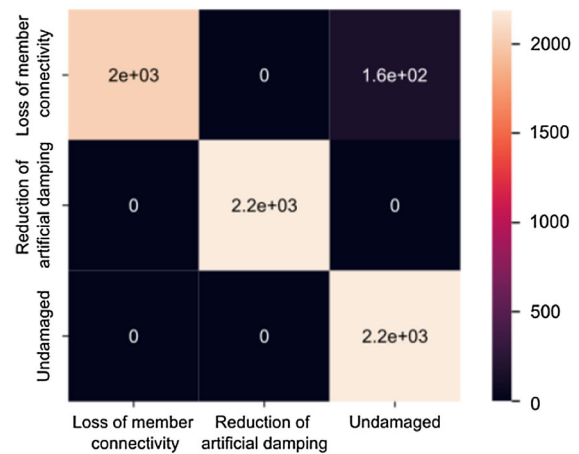 Loss of member
connectivity
2e+03
0
1.6e+02
Reduction of
artificial damping
0
2.2e+03
0
Undamaged
0
0
2.2e+03
Loss of member
connectivity
Reduction of
artificial damping
Undamaged
2000
1500
1000
500
0